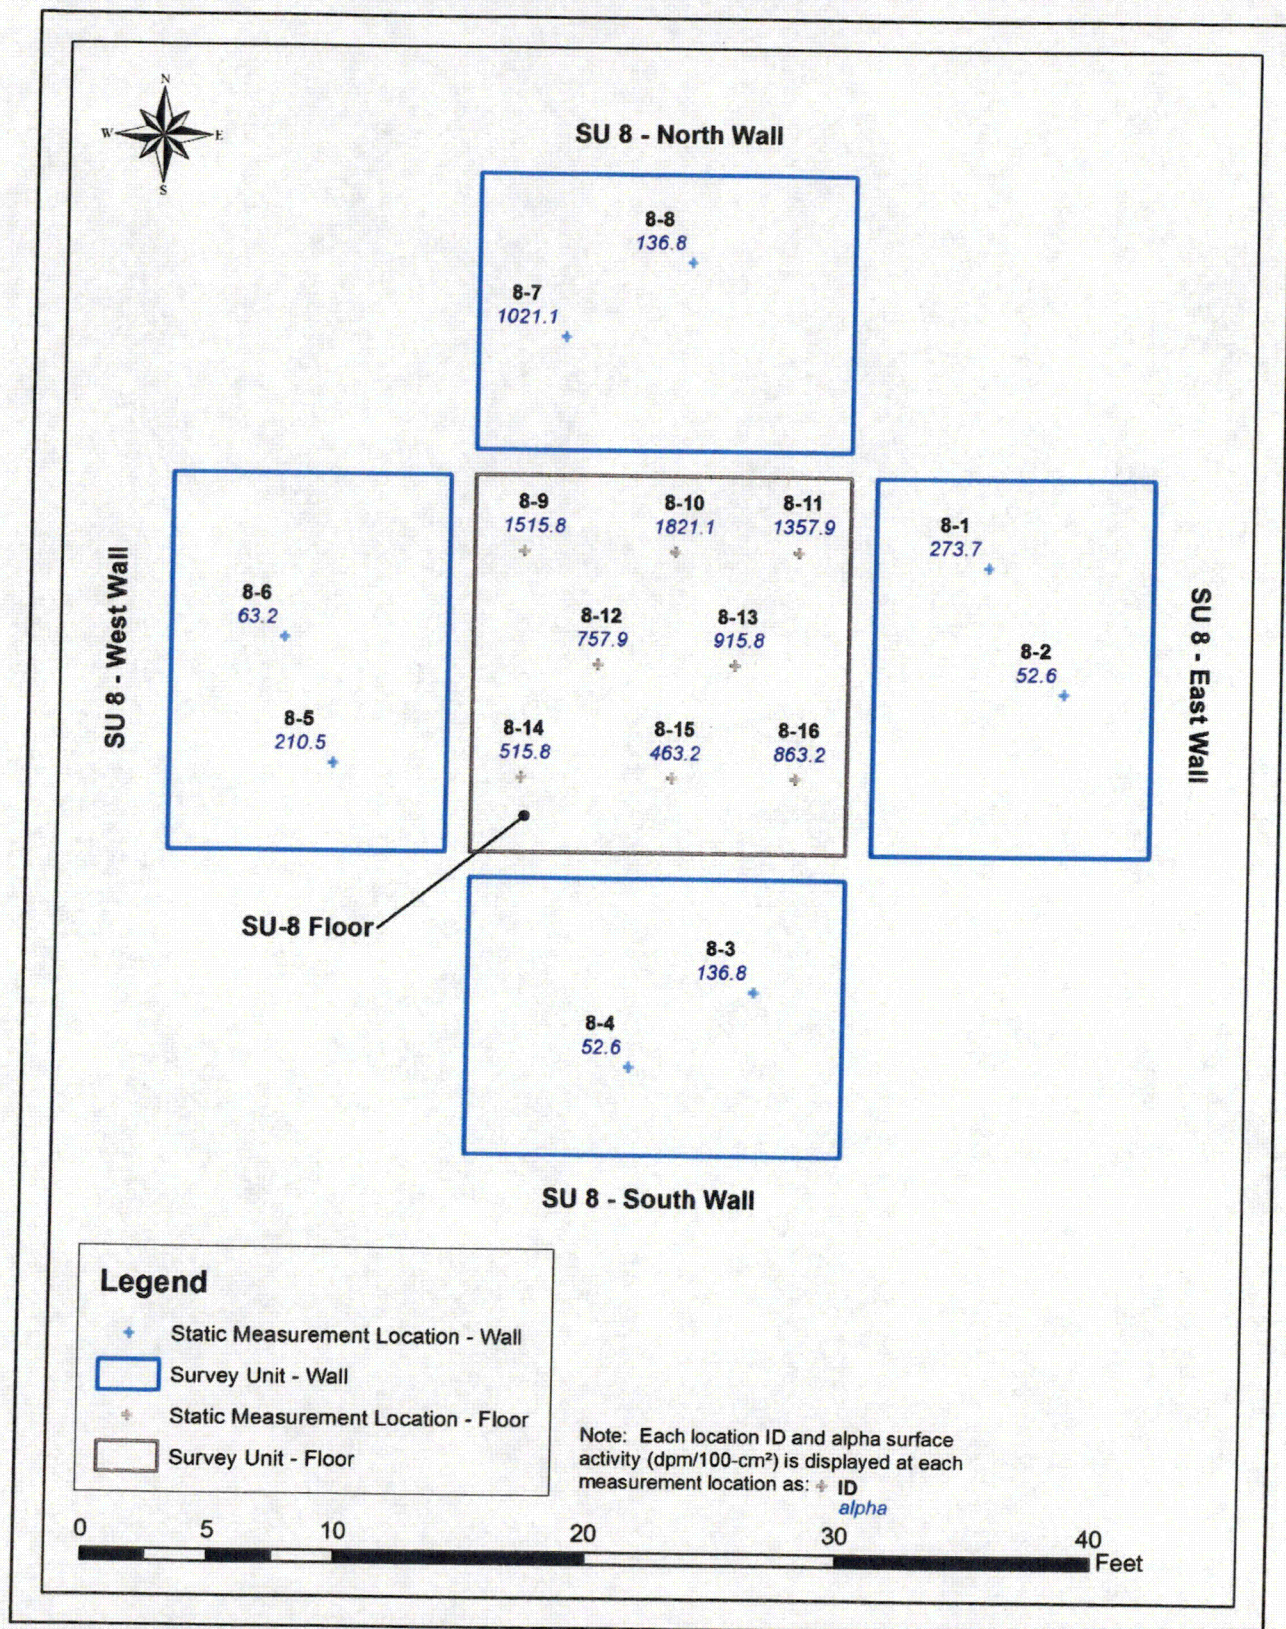 N
W E
S
SU 8 - North Wall
8-8
136.8
8-7
1021.1
8-9
1515.8
8-10
1821.1
8-11
1357.9
8-12
757.9
8-13
915.8
8-14
515.8
8-15
463.2
8-16
863.2
SU 8 - West Wall
8-6
63.2
8-5
210.5
8-1
273.7
8-2
52.6
SU 8 - East Wall
SU-8 Floor
8-3
136.8
8-4
52.6
SU 8 - South Wall
Legend
Static Measurement Location - Wall
Survey Unit - Wall
Static Measurement Location - Floor
Survey Unit - Floor
Note: Each location ID and alpha surface
activity (dpm/100-cm²) is displayed at each
measurement location as: ID
alpha
0 5 10 20 30 40
Feet